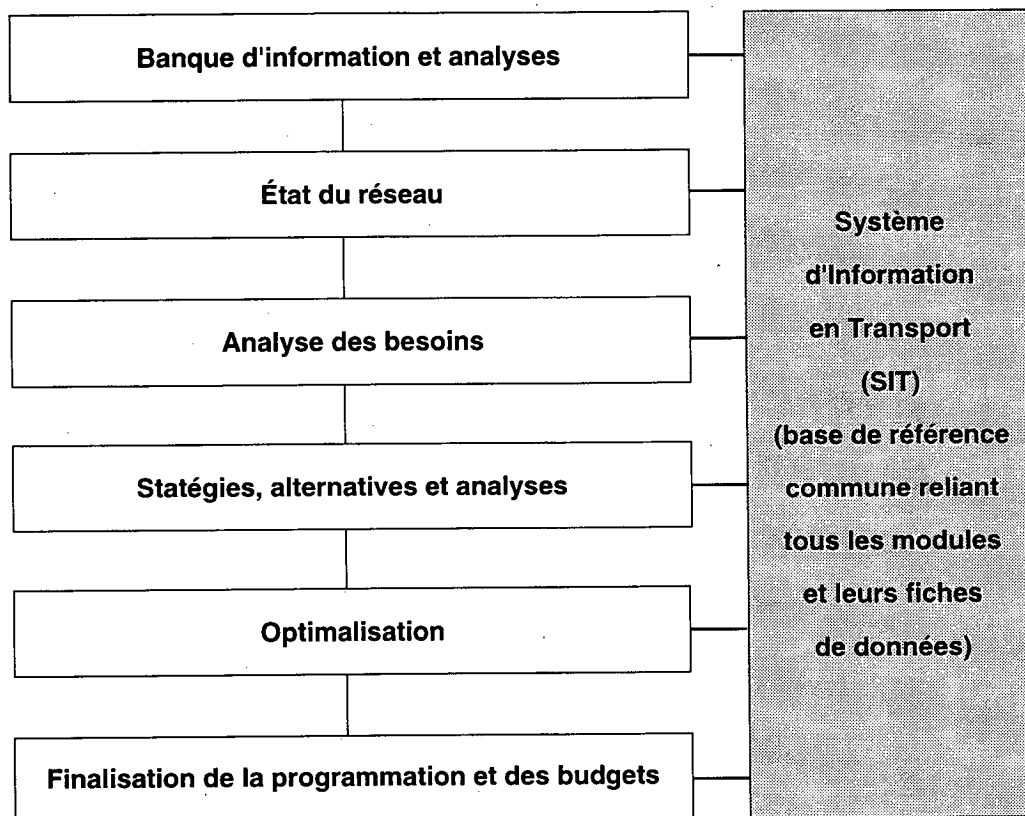 Banque d'information et analyses
État du réseau
Analyse des besoins
Statégies, alternatives et analyses
Optimalisation
Finalisation de la programmation et des budgets
Système
d'Information
en Transport
(SIT)
(base de référence
commune reliant
tous les modules
et leurs fiches
de données)